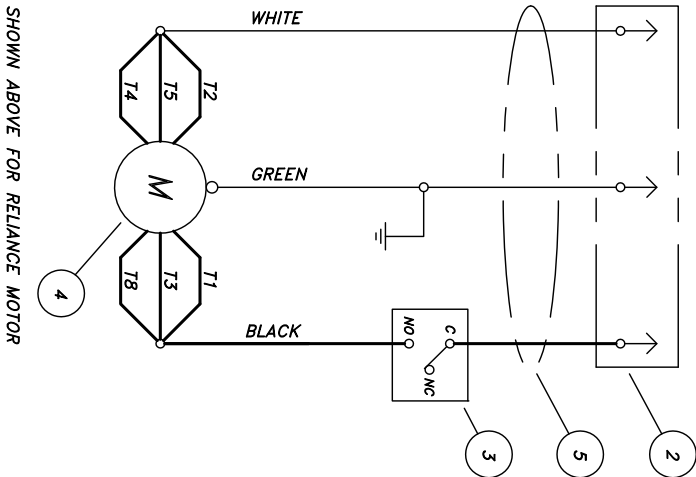 WHITE
T2
T5
T4
GREEN
M
T1
T3
T8
BLACK
NO
C
NC
4
3
5
2
SHOWN ABOVE FOR RELIANCE MOTOR